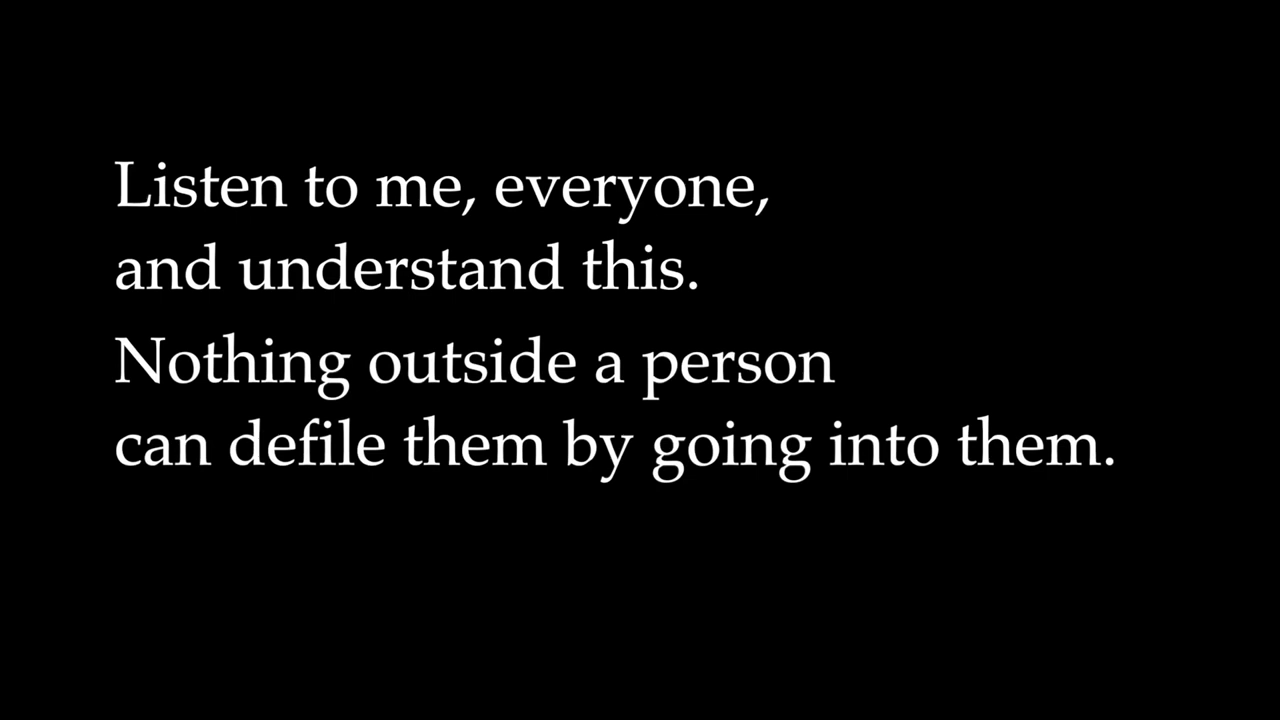 Listen to me, everyone,
and understand this.
Nothing outside a person
can defile them by going into them.